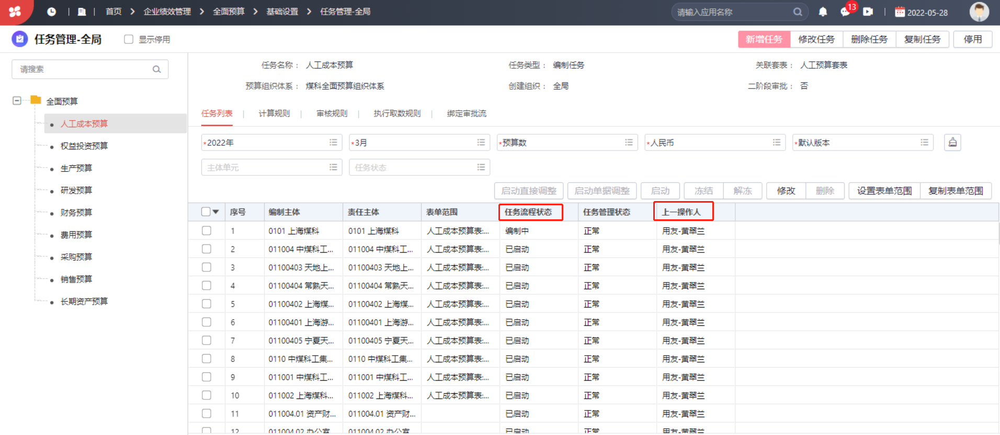 首页 企业绩效管理 全面预算 基础设置 任务管理-全局 请输入应用名称 13 2022-05-28
任务管理-全局 显示停用 新增任务 修改任务 删除任务 复制任务 停用
请搜索
全面预算
人工成本预算
权益投资预算
生产预算
研发预算
财务预算
费用预算
采购预算
销售预算
长期资产预算
任务名称： 人工成本预算 任务类型： 编制任务 关联套表： 人工预算套表
预算组织体系： 煤科全面预算组织体系 创建组织： 全局 二阶段审批： 否
任务列表 | 计算规则 | 审核规则 | 执行取数规则 | 绑定审批流
*2022年 *3月 *预算数 *人民币 *默认版本
主体单元 任务状态
启动直接调整 启动单据调整 启动 冻结 解冻 修改 删除 设置表单范围 复制表单范围
序号 编制主体 责任主体 表单范围 任务流程状态 任务管理状态 上一操作人
1 0101 上海煤科 0101 上海煤科 人工成本预算表:... 编制中 正常 用友-黄翠兰
2 011004 中煤科工... 011004 中煤科工... 人工成本预算表:... 已启动 正常 用友-黄翠兰
3 01100403 天地上... 01100403 天地上... 人工成本预算表:... 已启动 正常 用友-黄翠兰
4 01100404 常熟天... 01100404 常熟天... 人工成本预算表:... 已启动 正常 用友-黄翠兰
5 01100402 上海煤... 01100402 上海煤... 人工成本预算表:... 已启动 正常 用友-黄翠兰
6 01100401 上海游... 01100401 上海游... 人工成本预算表:... 已启动 正常 用友-黄翠兰
7 01100405 宁夏天... 01100405 宁夏天... 人工成本预算表:... 已启动 正常 用友-黄翠兰
8 0110 中煤科工集... 0110 中煤科工集... 人工成本预算表:... 已启动 正常 用友-黄翠兰
9 011001 中煤科工... 011001 中煤科工... 人工成本预算表:... 已启动 正常 用友-黄翠兰
10 011002 上海煤科... 011002 上海煤科... 人工成本预算表:... 已启动 正常 用友-黄翠兰
11 011004.01 资产财... 011004.01 资产财... 已启动 正常 用友-黄翠兰
12 011004.02 办公室 011004.02 办公室 已启动 正常 用友-黄翠兰